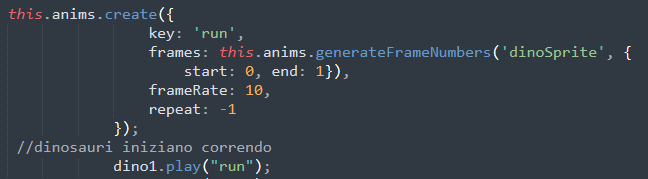 this.anims.create({
key: 'run',
frames: this.anims.generateFrameNumbers('dinoSprite', {
start: 0, end: 1}),
frameRate: 10,
repeat: -1
});
//dinosauri iniziano correndo
dino1.play("run");